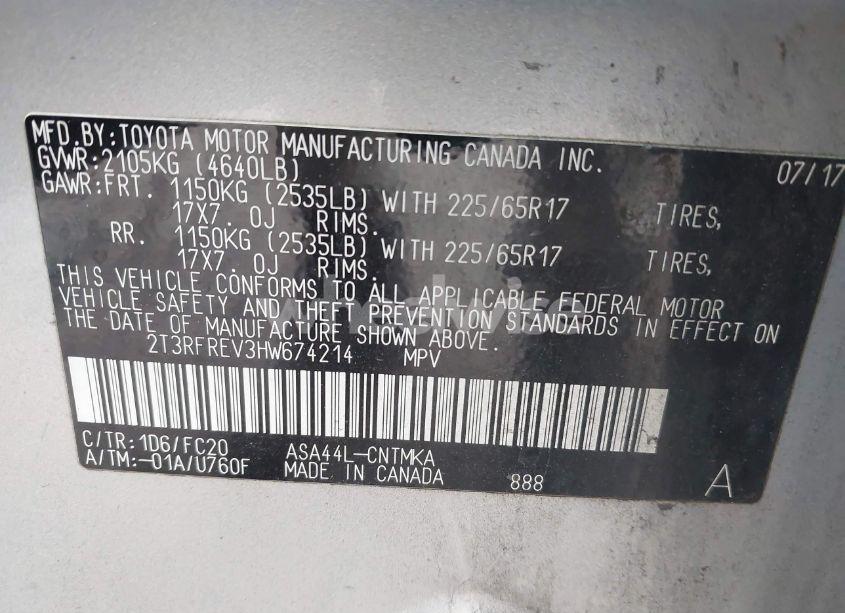 MFD.BY:TOYOTA MOTOR MANUFACTURING CANADA INC. 07/17
GVWR:2105KG (4640LB)
GAWR:FRT. 1150KG (2535LB) WITH 225/65R17 TIRES,
17X7.0J RIMS.
RR. 1150KG (2535LB) WITH 225/65R17 TIRES,
17X7.0J RIMS.
THIS VEHICLE CONFORMS TO ALL APPLICABLE FEDERAL MOTOR
VEHICLE SAFETY AND THEFT PREVENTION STANDARDS IN EFFECT ON
THE DATE OF MANUFACTURE SHOWN ABOVE.
2T3RFREV3HW674214 MPV
C/TR:1D6/FC20 ASA44L-CNTMKA
A/TM:-01A/U760F MADE IN CANADA 888 A